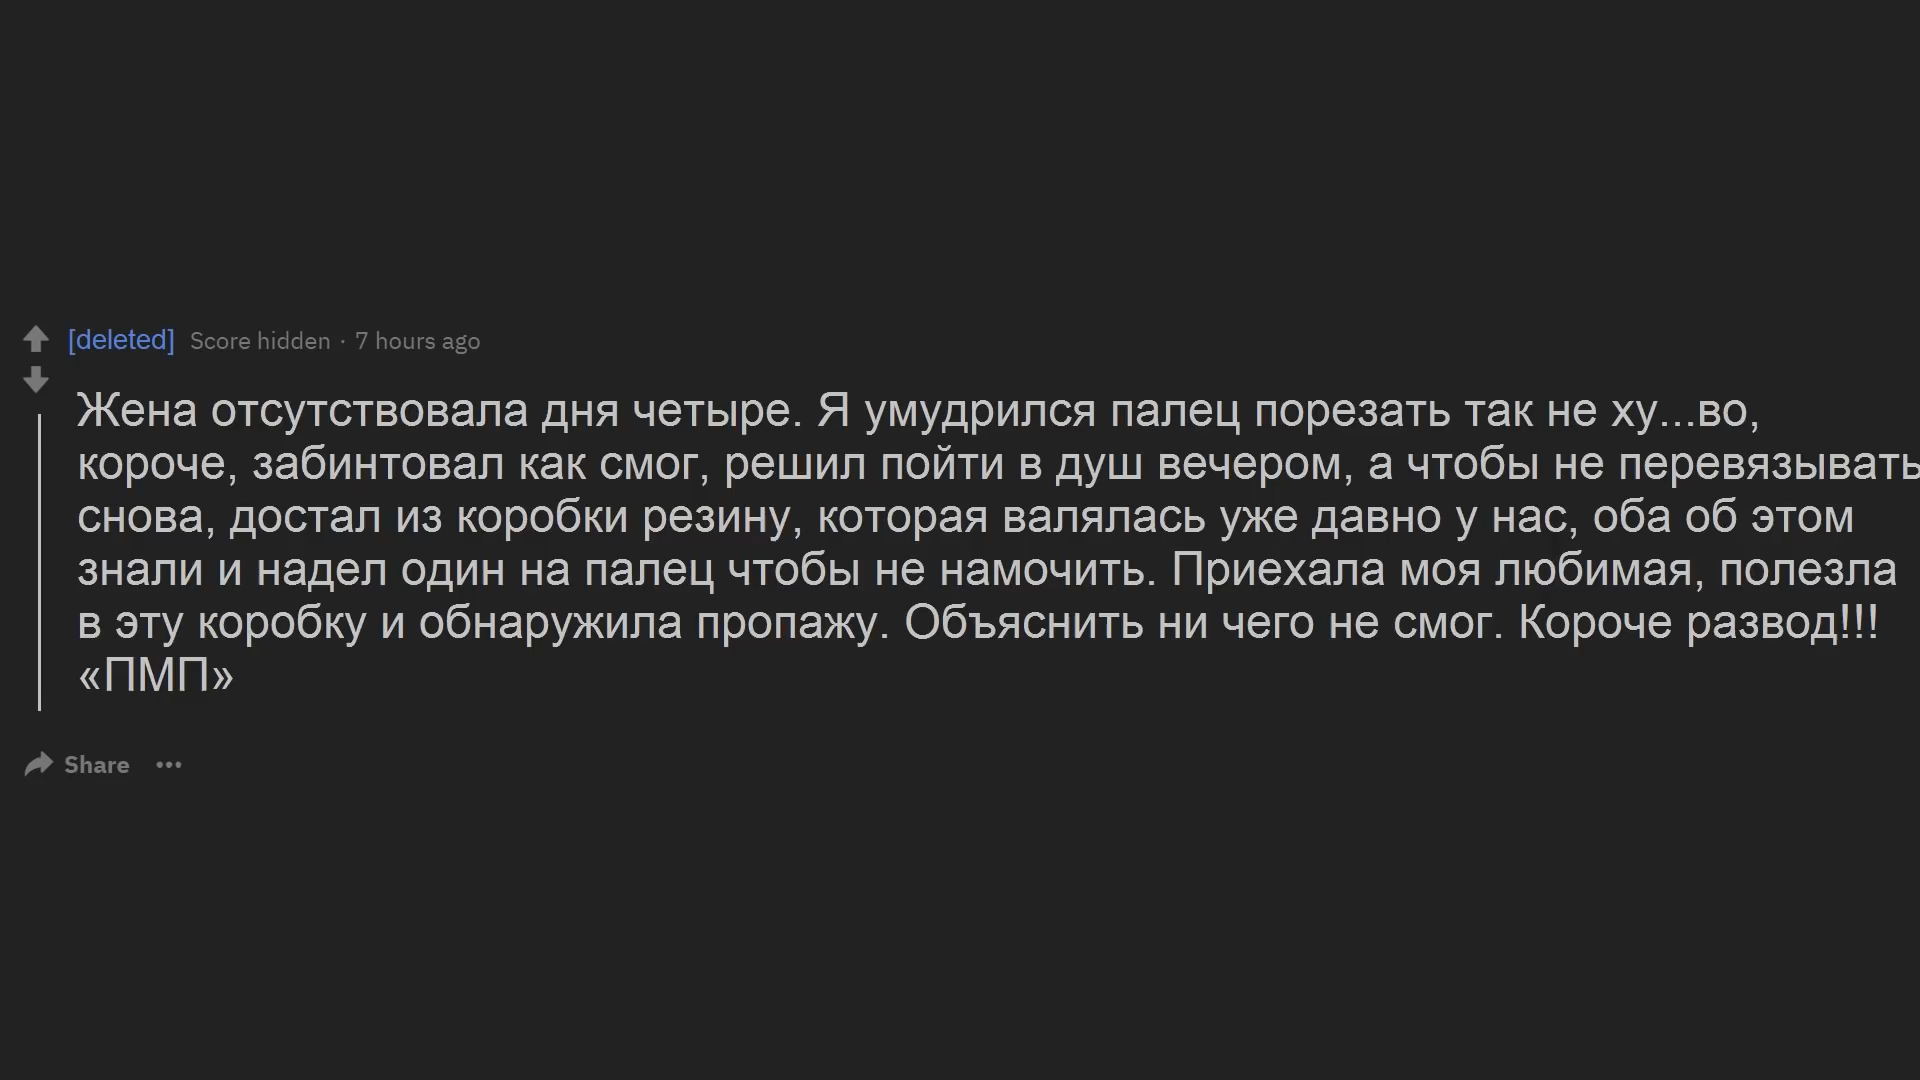 [deleted] Score hidden · 7 hours ago
Жена отсутствовала дня четыре. Я умудрился палец порезать так не ху...во,
короче, забинтовал как смог, решил пойти в душ вечером, а чтобы не перевязывать
снова, достал из коробки резину, которая валялась уже давно у нас, оба об этом
знали и надел один на палец чтобы не намочить. Приехала моя любимая, полезла
в эту коробку и обнаружила пропажу. Объяснить ни чего не смог. Короче развод!!!
«ПМП»
Share ···